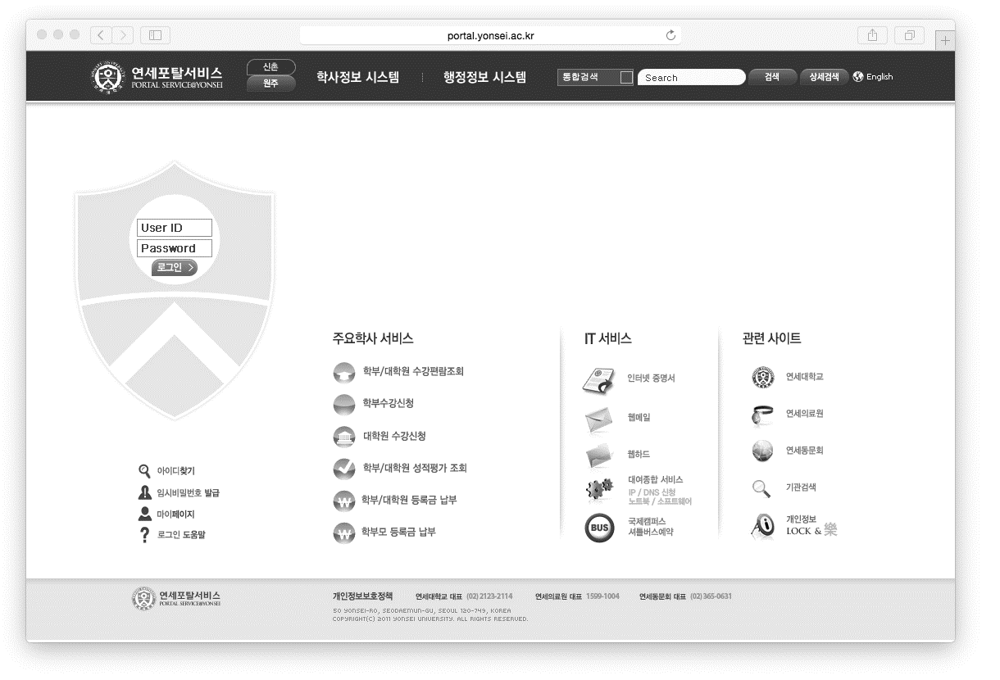 portal.yonsei.ac.kr
연세포탈서비스
PORTAL SERVICE@YONSEI
신촌
원주
학사정보 시스템
행정정보 시스템
통합검색
Search
검색
상세검색
English
User ID
Password
로그인 >
아이디찾기
임시비밀번호 발급
마이페이지
? 로그인 도움말
주요학사 서비스
학부/대학원 수강편람조회
학부수강신청
대학원 수강신청
학부/대학원 성적평가 조회
학부/대학원 등록금 납부
학부모 등록금 납부
IT 서비스
인터넷 증명서
웹메일
웹하드
대여종합 서비스
IP / DNS 신청
노트북 / 소프트웨어
BUS
국제캠퍼스
셔틀버스예약
관련 사이트
연세대학교
연세의료원
연세동문회
기관검색
개인정보
LOCK & 樂
연세포탈서비스
PORTAL SERVICE@YONSEI
개인정보보호정책 연세대학교 대표 (02)2123-2114 연세의료원 대표 1599-1004 연세동문회 대표 (02)365-0631
50 YONSEI-RO, SEODAEMUN-GU, SEOUL 120-749, KOREA
COPYRIGHT(C) 2011 YONSEI UNIVERSITY. ALL RIGHTS RESERVED.